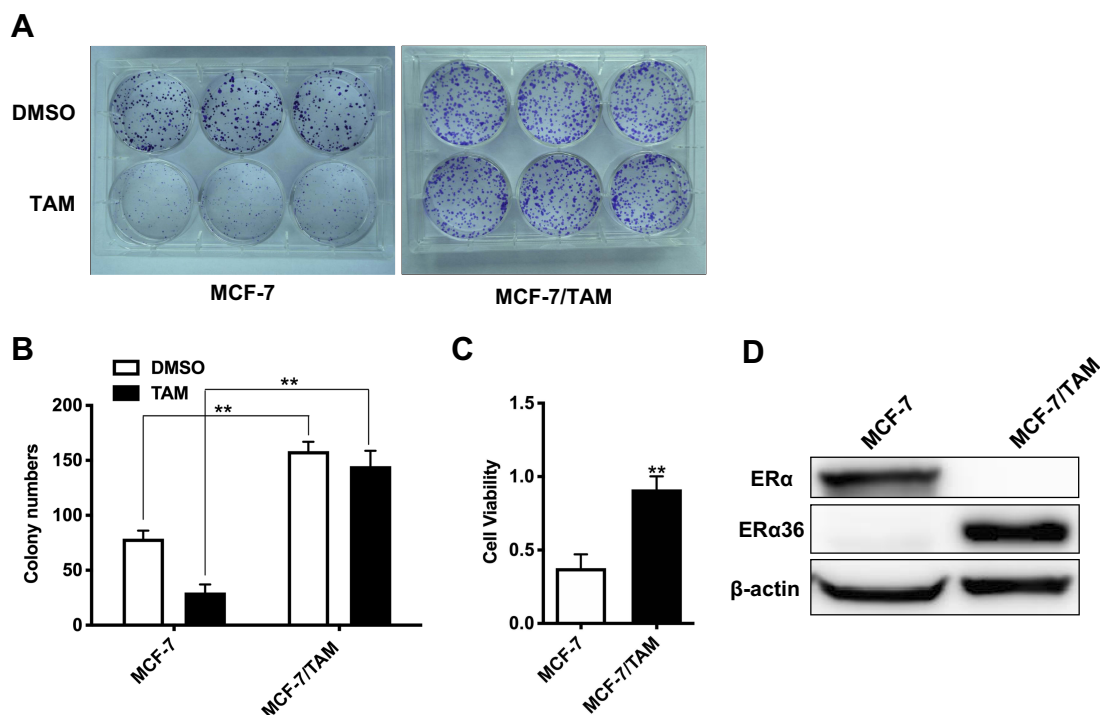 A
DMSO
TAM
MCF-7
MCF-7/TAM
B
DMSO
TAM
**
**
Colony numbers
200
150
100
50
0
MCF-7
MCF-7/TAM
C
Cell Viability
1.5
1.0
0.5
0.0
**
MCF-7
MCF-7/TAM
D
MCF-7
MCF-7/TAM
ERα
ERα36
β-actin